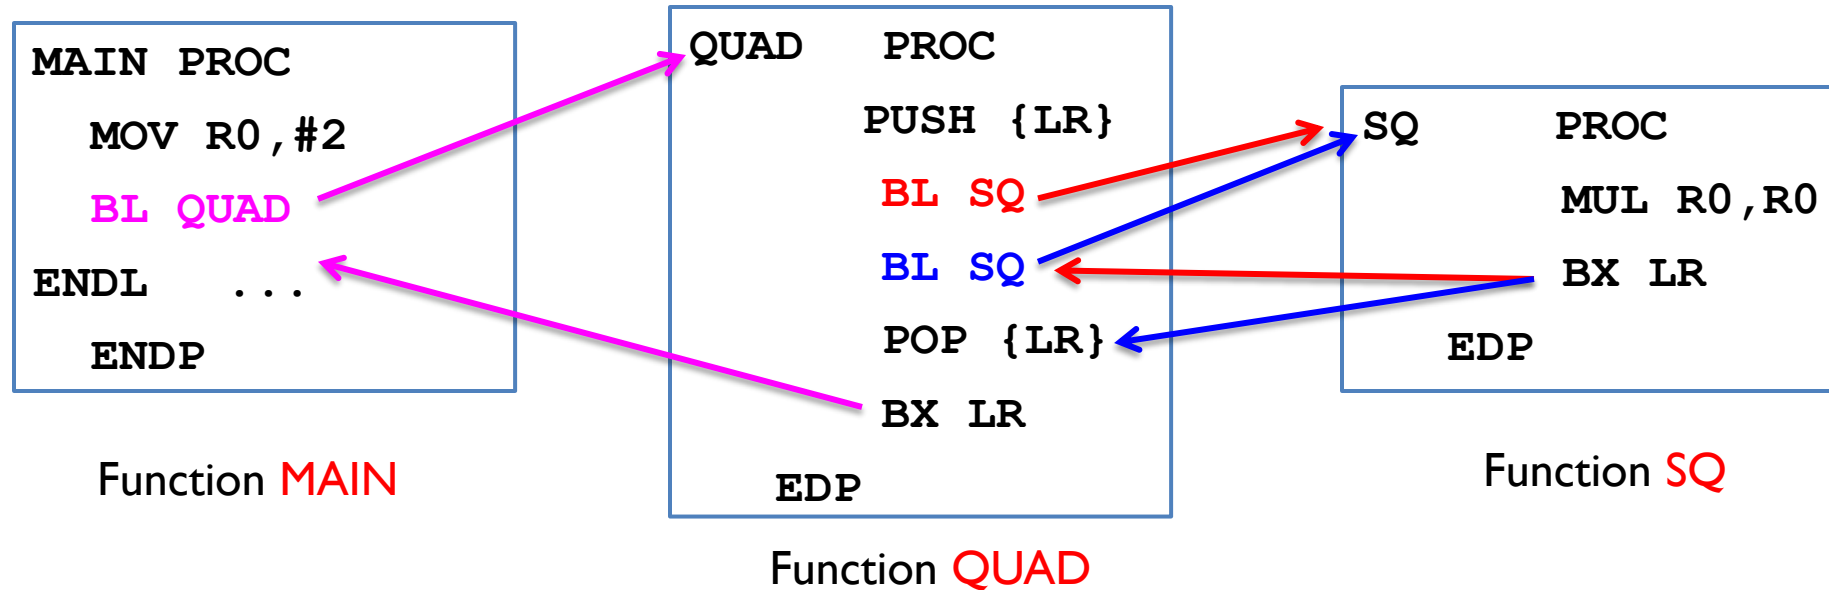 MAIN PROC
MOV R0,#2
BL QUAD
ENDL ...
ENDP
Function MAIN
QUAD PROC
PUSH {LR}
BL SQ
BL SQ
POP {LR}
BX LR
EDP
Function QUAD
SQ PROC
MUL R0,R0
BX LR
EDP
Function SQ